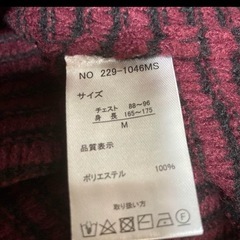 NO 229-1046MS
サイズ
チェスト 88~96
身 長 165~175
M
品質表示
ポリエステル 100%
取り扱い方